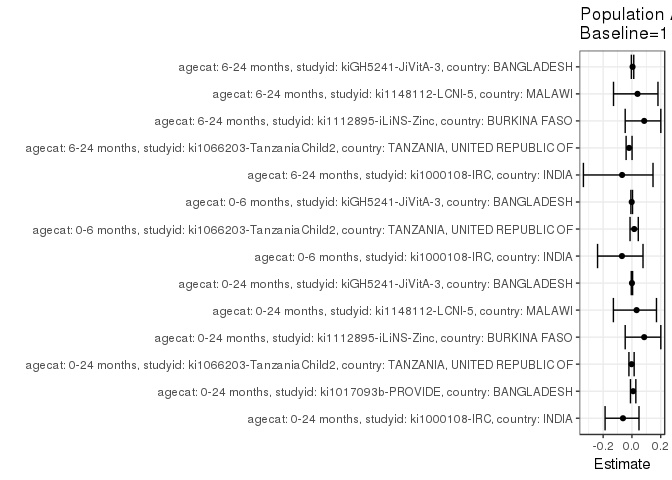 Population
Baseline=1
agecat: 6-24 months, studyid: kiGH5241-JiVitA-3, country: BANGLADESH
agecat: 6-24 months, studyid: ki1148112-LCNI-5, country: MALAWI
agecat: 6-24 months, studyid: ki1112895-iLiNS-Zinc, country: BURKINA FASO
agecat: 6-24 months, studyid: ki1066203-TanzaniaChild2, country: TANZANIA, UNITED REPUBLIC OF
agecat: 6-24 months, studyid: ki1000108-IRC, country: INDIA
agecat: 0-6 months, studyid: kiGH5241-JiVitA-3, country: BANGLADESH
agecat: 0-6 months, studyid: ki1066203-TanzaniaChild2, country: TANZANIA, UNITED REPUBLIC OF
agecat: 0-6 months, studyid: ki1000108-IRC, country: INDIA
agecat: 0-24 months, studyid: kiGH5241-JiVitA-3, country: BANGLADESH
agecat: 0-24 months, studyid: ki1148112-LCNI-5, country: MALAWI
agecat: 0-24 months, studyid: ki1112895-iLiNS-Zinc, country: BURKINA FASO
agecat: 0-24 months, studyid: ki1066203-TanzaniaChild2, country: TANZANIA, UNITED REPUBLIC OF
agecat: 0-24 months, studyid: ki1017093b-PROVIDE, country: BANGLADESH
agecat: 0-24 months, studyid: ki1000108-IRC, country: INDIA
-0.2 0.0 0.2
Estimate